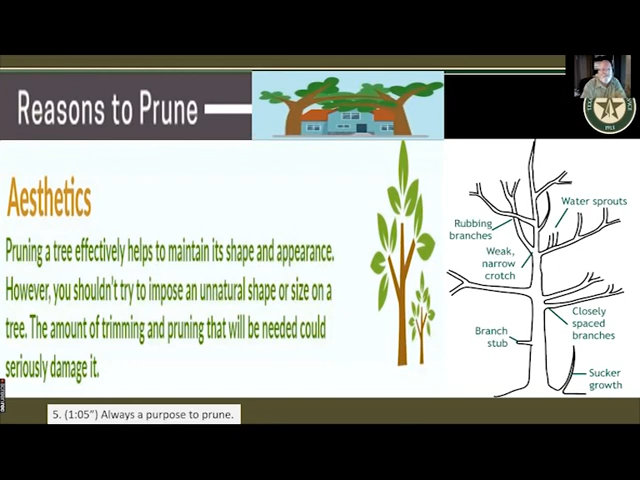 Reasons to Prune
Aesthetics
Pruning a tree effectively helps to maintain its shape and appearance.
However, you shouldn't try to impose an unnatural shape or size on a
tree. The amount of trimming and pruning that will be needed could
seriously damage it.
Water sprouts
Rubbing
branches
Weak,
narrow
crotch
Closely
spaced
branches
Branch
stub
Sucker
growth
1915
5. (1:05") Always a purpose to prune.